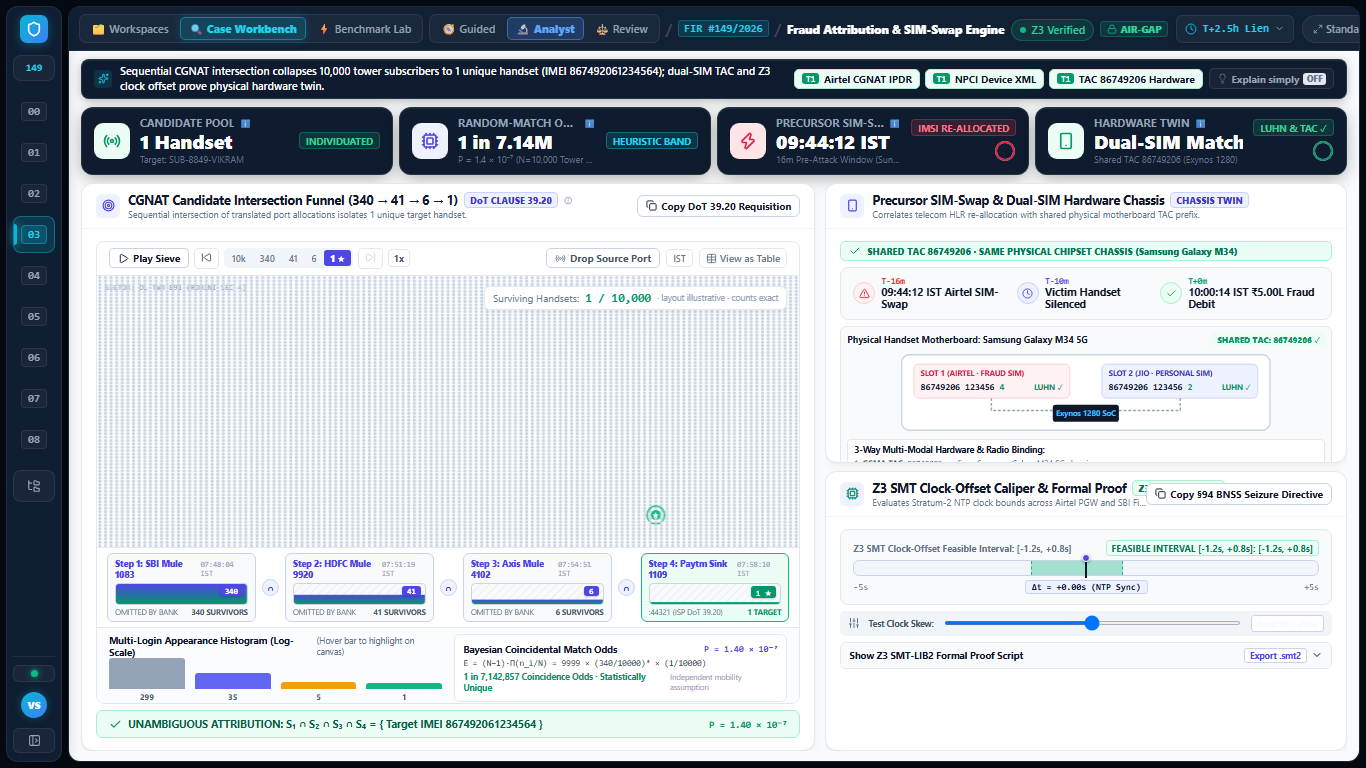 Workspaces
Case Workbench
Benchmark Lab
Guided
Analyst
Review
/
FIR #149/2026
/
Fraud Attribution & SIM-Swap Engine
Z3 Verified
AIR-GAP
T+2.5h Lien
Standa
149
00
01
02
03
04
05
06
07
08
VS
Sequential CGNAT intersection collapses 10,000 tower subscribers to 1 unique handset (IMEI 867492061234564); dual-SIM TAC and Z3
clock offset prove physical hardware twin.
T1 Airtel CGNAT IPDR
T1 NPCI Device XML
T1 TAC 86749206 Hardware
Explain simply OFF
CANDIDATE POOL
1 Handset
INDIVIDUATED
Target: SUB-8849-VIKRAM
RANDOM-MATCH O...
1 in 7.14M
HEURISTIC BAND
P = 1.4 × 10⁻⁷ (N=10,000 Tower ...
PRECURSOR SIM-S...
IMSI RE-ALLOCATED
09:44:12 IST
16m Pre-Attack Window (Sun...
HARDWARE TWIN
LUHN & TAC ✓
Dual-SIM Match
Shared TAC 86749206 (Exynos 1280)
CGNAT Candidate Intersection Funnel (340 → 41 → 6 → 1)
DoT CLAUSE 39.20
Sequential intersection of translated port allocations isolates 1 unique target handset.
Copy DoT 39.20 Requisition
Play Sieve
10k
340
41
6
1 ★
1x
Drop Source Port
IST
View as Table
Surviving Handsets: 1 / 10,000 · layout illustrative · counts exact
Step 1: SBI Mule
1083
07:48:04
IST
340
OMITTED BY BANK
340 SURVIVORS
∩
Step 2: HDFC Mule
9920
07:51:19
IST
41
OMITTED BY BANK
41 SURVIVORS
∩
Step 3: Axis Mule
4102
07:54:51
IST
6
OMITTED BY BANK
6 SURVIVORS
∩
Step 4: Paytm Sink
1109
07:58:10
IST
1 ★
:44321 (ISP DoT 39.20)
1 TARGET
Multi-Login Appearance Histogram (Log-
Scale)
(Hover bar to highlight on
canvas)
299
35
5
1
Bayesian Coincidental Match Odds
P = 1.40 × 10⁻⁷
1 in 7,142,857 Coincidence Odds · Statistically
Unique
Independent mobility
assumption
UNAMBIGUOUS ATTRIBUTION: S₁ ∩ S₂ ∩ S₃ ∩ S₄ = { Target IMEI 867492061234564 }
P = 1.40 × 10⁻⁷
Precursor SIM-Swap & Dual-SIM Hardware Chassis
CHASSIS TWIN
Correlates telecom HLR re-allocation with shared physical motherboard TAC prefix.
SHARED TAC 86749206 · SAME PHYSICAL CHIPSET CHASSIS (Samsung Galaxy M34)
T-16m
09:44:12 IST Airtel SIM-
Swap
T-10m
Victim Handset
Silenced
T+0m
10:00:14 IST ₹5.00L Fraud
Debit
Physical Handset Motherboard: Samsung Galaxy M34 5G
SHARED TAC: 86749206 ✓
SLOT 1 (AIRTEL · FRAUD SIM)
86749206 123456 4
LUHN ✓
SLOT 2 (JIO · PERSONAL SIM)
86749206 123456 2
LUHN ✓
Exynos 1280 SoC
3-Way Multi-Modal Hardware & Radio Binding:
Z3 SMT Clock-Offset Caliper & Formal Proof
Copy §94 BNSS Seizure Directive
Evaluates Stratum-2 NTP clock bounds across Airtel PGW and SBI Fi...
Z3 SMT Clock-Offset Feasible Interval: [-1.2s, +0.8s]
FEASIBLE INTERVAL [-1.2s, +0.8s]: [-1.2s, +0.8s]
-5s
Δt = +0.00s (NTP Sync)
+5s
Test Clock Skew:
Show Z3 SMT-LIB2 Formal Proof Script
Export .smt2